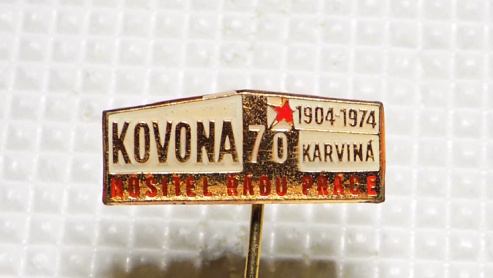 KOVONA
70
1904-1974
KARVINÁ
NOSITEL ŘÁDU PRÁCE